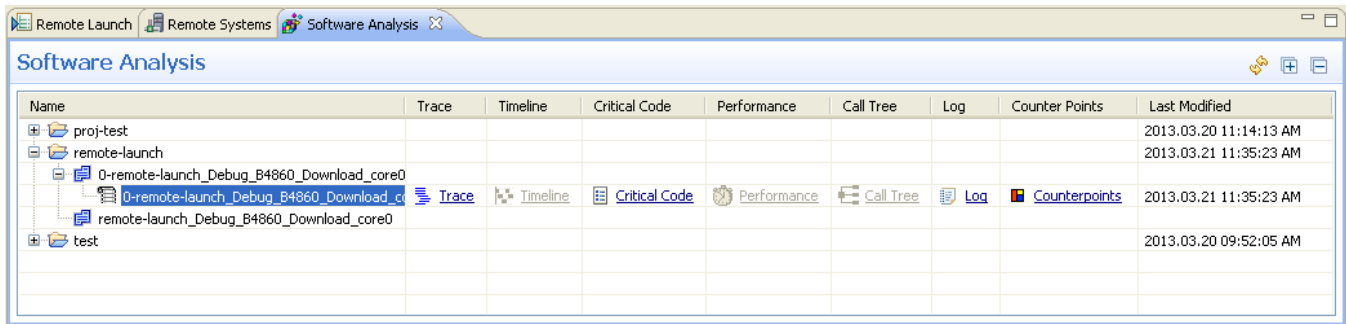 Remote Launch Remote Systems Software Analysis
Software Analysis
Name Trace Timeline Critical Code Performance Call Tree Log Counter Points Last Modified
proj-test 2013.03.20 11:14:13 AM
remote-launch 2013.03.21 11:35:23 AM
0-remote-launch_Debug_B4860_Download_core0
0-remote-launch_Debug_B4860_Download_co Trace Timeline Critical Code Performance Call Tree Log Counterpoints 2013.03.21 11:35:23 AM
remote-launch_Debug_B4860_Download_core0
test 2013.03.20 09:52:05 AM